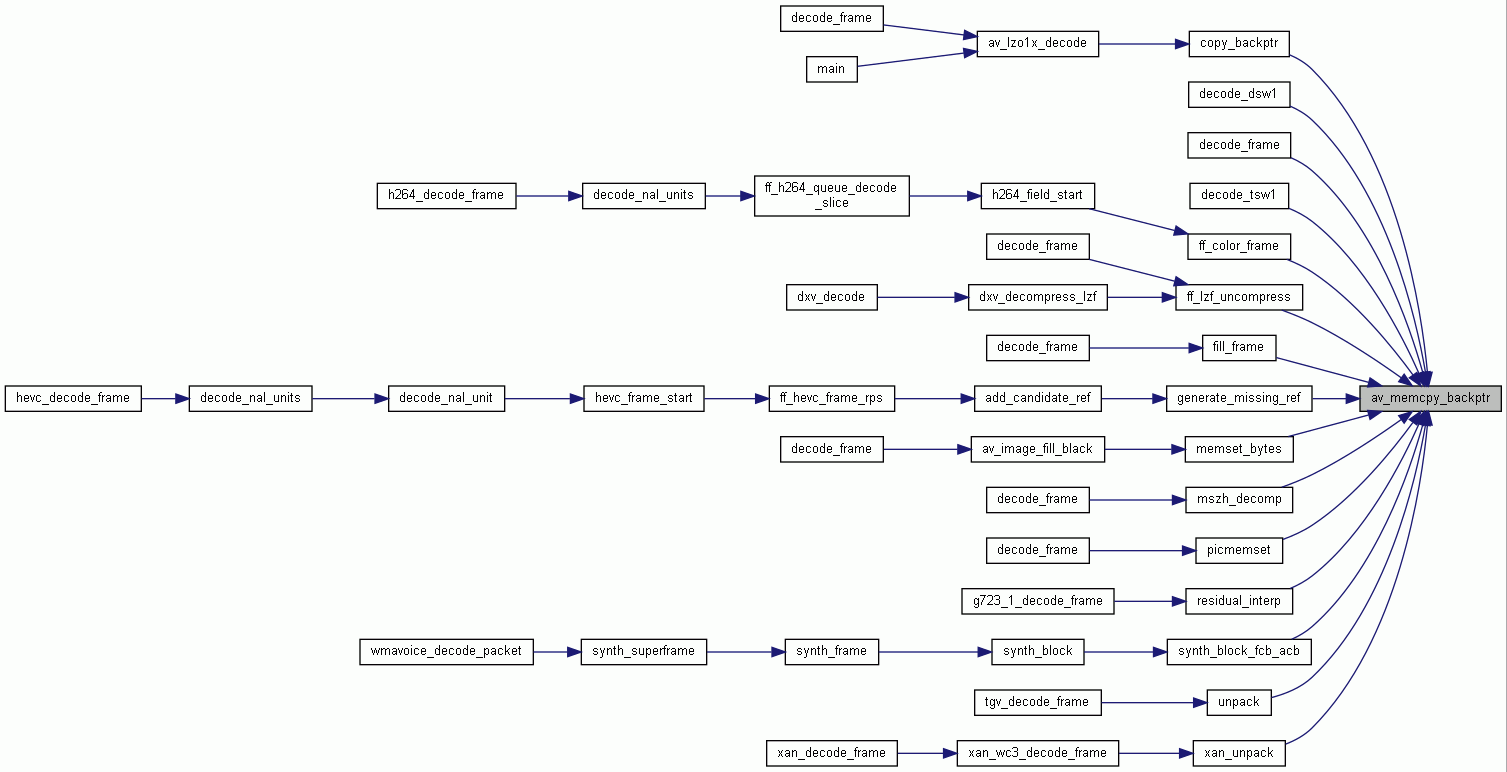 decode_frame
av_lzo1x_decode
copy_backptr
main
decode_dsw1
decode_frame
h264_decode_frame
decode_nal_units
ff_h264_queue_decode
_slice
h264_field_start
decode_tsw1
decode_frame
ff_color_frame
dxv_decode
dxv_decompress_lzf
ff_lzf_uncompress
decode_frame
fill_frame
hevc_decode_frame
decode_nal_units
decode_nal_unit
hevc_frame_start
ff_hevc_frame_rps
add_candidate_ref
generate_missing_ref
av_memcpy_backptr
decode_frame
av_image_fill_black
memset_bytes
decode_frame
mszh_decomp
decode_frame
picmemset
g723_1_decode_frame
residual_interp
wmavoice_decode_packet
synth_superframe
synth_frame
synth_block
synth_block_fcb_acb
tgv_decode_frame
unpack
xan_decode_frame
xan_wc3_decode_frame
xan_unpack